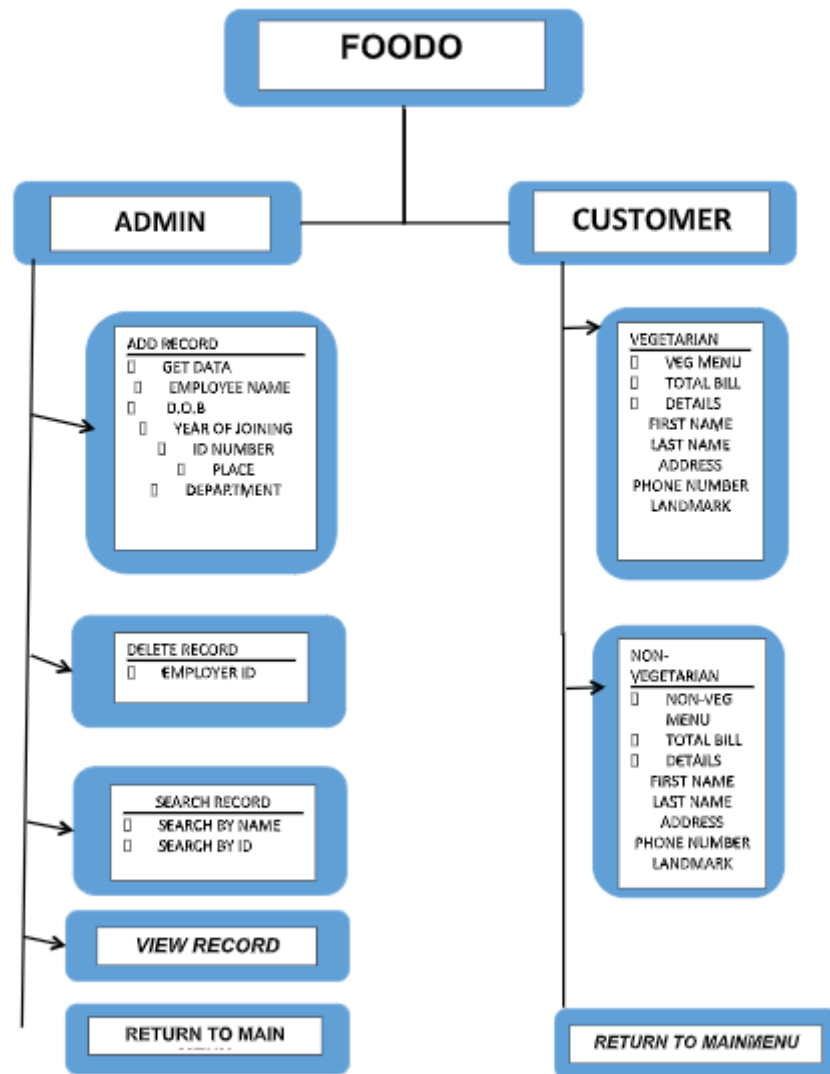 FOODO
ADMIN
CUSTOMER
ADD RECORD
GET DATA
EMPLOYEE NAME
D.O.B
YEAR OF JOINING
ID NUMBER
PLACE
DEPARTMENT
DELETE RECORD
EMPLOYER ID
SEARCH RECORD
SEARCH BY NAME
SEARCH BY ID
VIEW RECORD
RETURN TO MAIN
VEGETARIAN
VEG MENU
TOTAL BILL
DETAILS
FIRST NAME
LAST NAME
ADDRESS
PHONE NUMBER
LANDMARK
NON-
VEGETARIAN
NON-VEG
MENU
TOTAL BILL
DETAILS
FIRST NAME
LAST NAME
ADDRESS
PHONE NUMBER
LANDMARK
RETURN TO MAINMENU